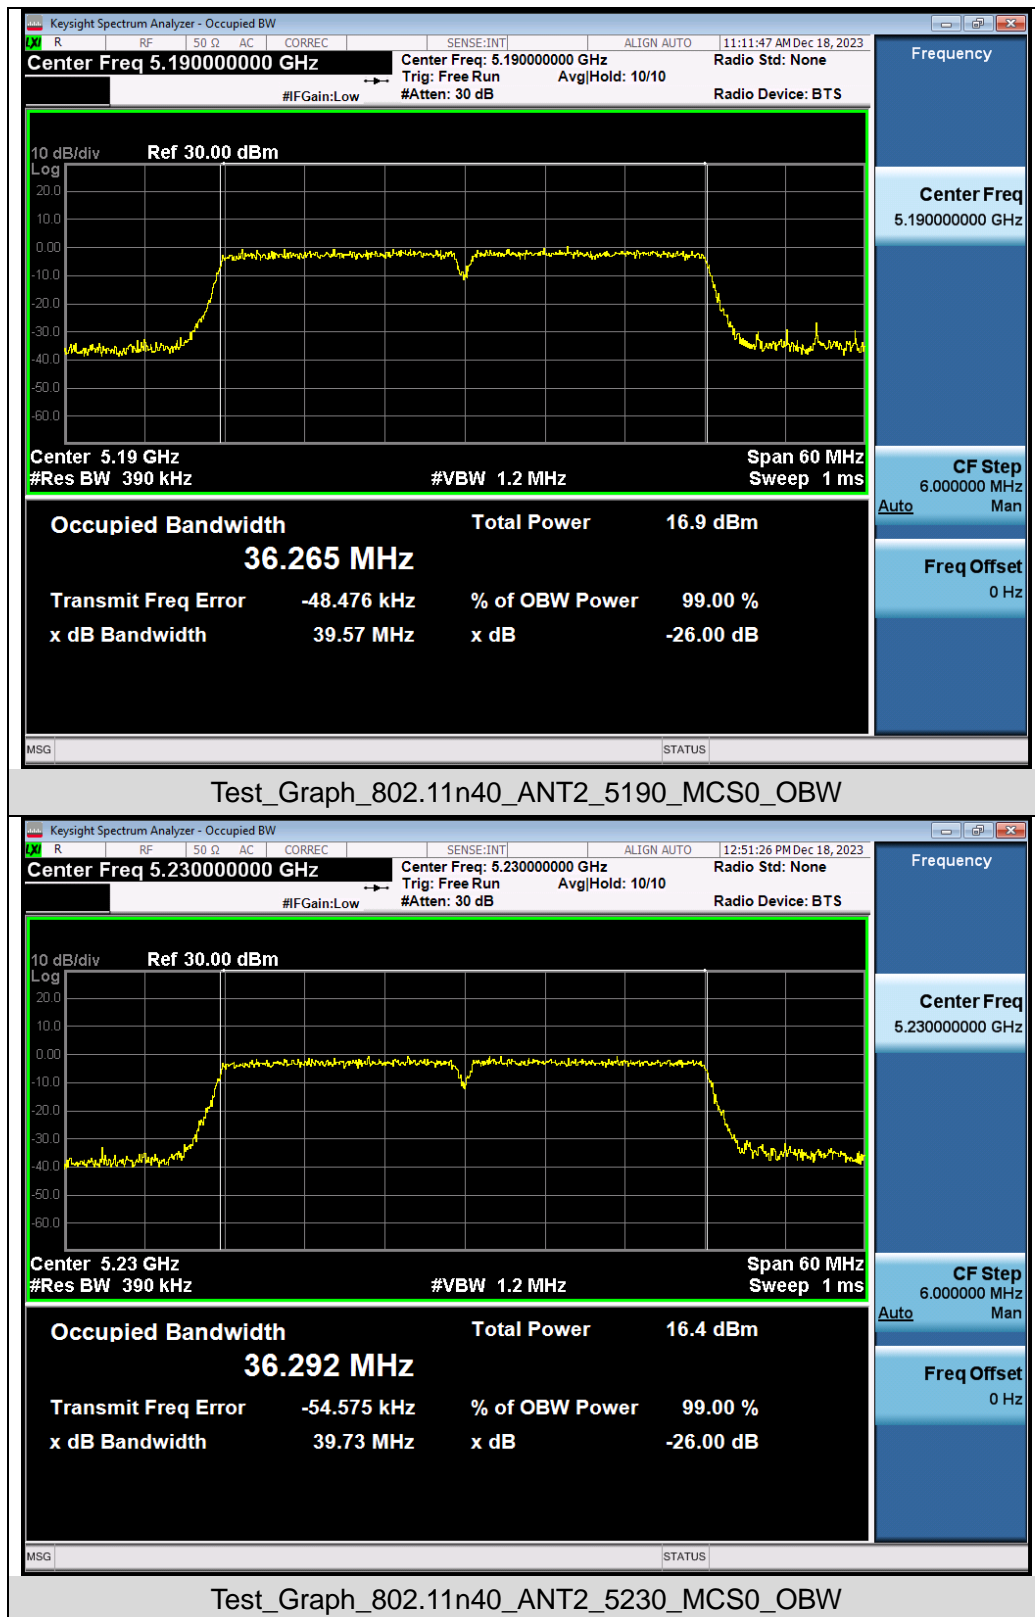 Keysight Spectrum Analyzer - Occupied BW
LXI R RF 50 Ω AC CORREC SENSE:INT ALIGN AUTO 11:11:47 AM Dec 18, 2023
Center Freq 5.190000000 GHz Center Freq: 5.190000000 GHz Radio Std: None
Trig: Free Run Avg|Hold: 10/10
#IFGain:Low #Atten: 30 dB Radio Device: BTS
10 dB/div Ref 30.00 dBm
Log
20.0
10.0
0.00
-10.0
-20.0
-30.0
-40.0
-50.0
-60.0
Center 5.19 GHz Span 60 MHz
#Res BW 390 kHz #VBW 1.2 MHz Sweep 1 ms
Occupied Bandwidth Total Power 16.9 dBm
36.265 MHz
Transmit Freq Error -48.476 kHz % of OBW Power 99.00 %
x dB Bandwidth 39.57 MHz x dB -26.00 dB
MSG STATUS
Frequency
Center Freq
5.190000000 GHz
CF Step
6.000000 MHz
Auto Man
Freq Offset
0 Hz
Test_Graph_802.11n40_ANT2_5190_MCS0_OBW
Keysight Spectrum Analyzer - Occupied BW
LXI R RF 50 Ω AC CORREC SENSE:INT ALIGN AUTO 12:51:26 PM Dec 18, 2023
Center Freq 5.230000000 GHz Center Freq: 5.230000000 GHz Radio Std: None
Trig: Free Run Avg|Hold: 10/10
#IFGain:Low #Atten: 30 dB Radio Device: BTS
10 dB/div Ref 30.00 dBm
Log
20.0
10.0
0.00
-10.0
-20.0
-30.0
-40.0
-50.0
-60.0
Center 5.23 GHz Span 60 MHz
#Res BW 390 kHz #VBW 1.2 MHz Sweep 1 ms
Occupied Bandwidth Total Power 16.4 dBm
36.292 MHz
Transmit Freq Error -54.575 kHz % of OBW Power 99.00 %
x dB Bandwidth 39.73 MHz x dB -26.00 dB
MSG STATUS
Frequency
Center Freq
5.230000000 GHz
CF Step
6.000000 MHz
Auto Man
Freq Offset
0 Hz
Test_Graph_802.11n40_ANT2_5230_MCS0_OBW